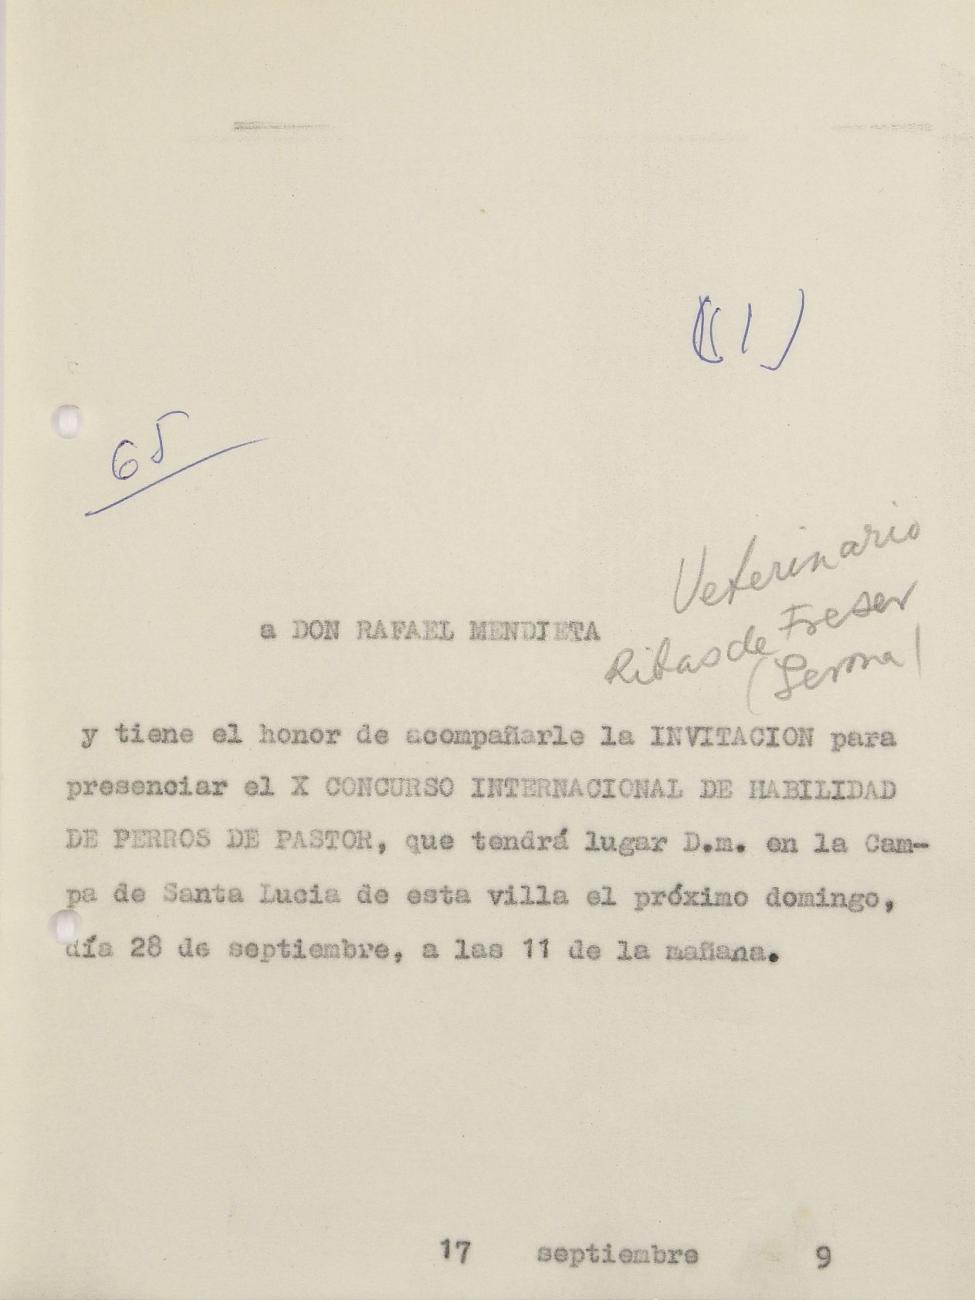 ((1)
65
Veterinario
Ribas de Freser
(Gerona)
a DON RAFAEL MENDIETA
y tiene el honor de acompañarle la INVITACION para
presenciar el X CONCURSO INTERNACIONAL DE HABILIDAD
DE PERROS DE PASTOR, que tendrá lugar D.m. en la Cam-
pa de Santa Lucia de esta villa el próximo domingo,
día 28 de septiembre, a las 11 de la mañana.
17 septiembre 9